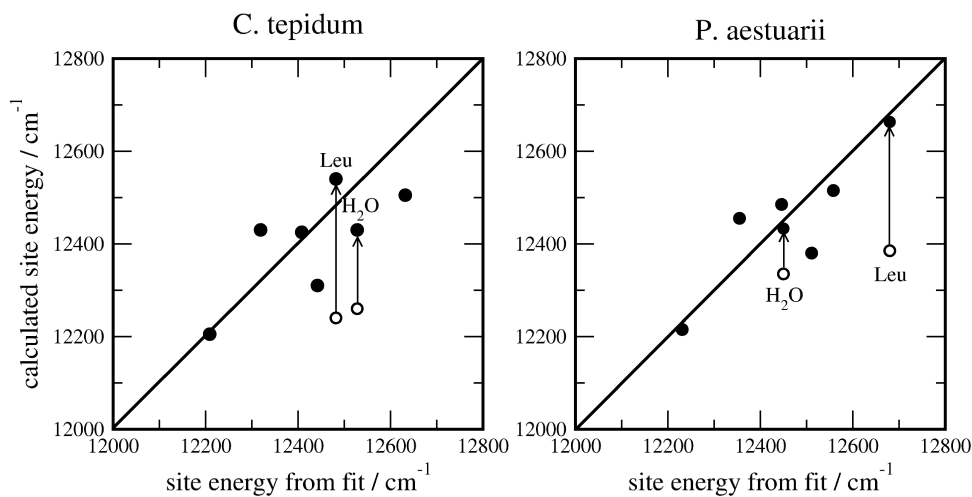 C. tepidum
P. aestuarii
calculated site energy / cm⁻¹
12800
12600
12400
12200
12000
Leu
H₂O
12000 12200 12400 12600 12800
site energy from fit / cm⁻¹
12800
12600
12400
12200
12000
H₂O
Leu
12000 12200 12400 12600 12800
site energy from fit / cm⁻¹